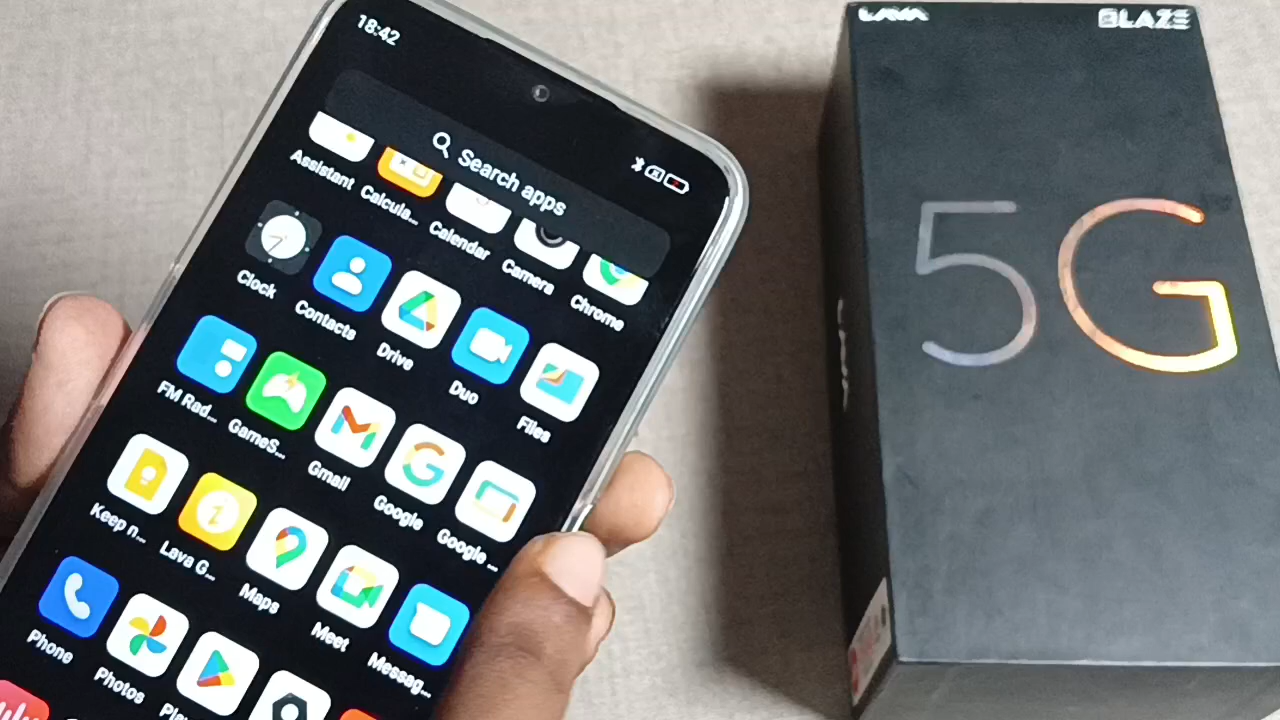 18:42
Search apps
Assistant
Calcula...
Calendar
Camera
Chrome
Clock
Contacts
Drive
Duo
Files
FM Rad...
GameS...
Gmail
Google
Google ...
Keep n...
Lava G...
Maps
Meet
Messag...
Phone
Photos
LAVA
BLAZE
5G